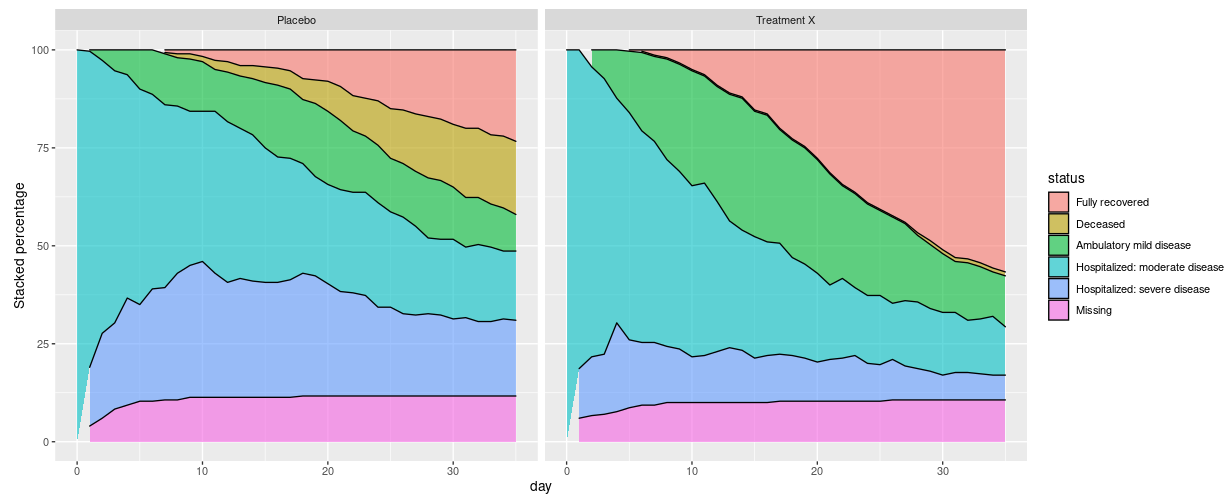 Placebo
Treatment X
Stacked percentage
100
75
50
25
0
0
10
20
30
0
10
20
30
day
status
Fully recovered
Deceased
Ambulatory mild disease
Hospitalized: moderate disease
Hospitalized: severe disease
Missing